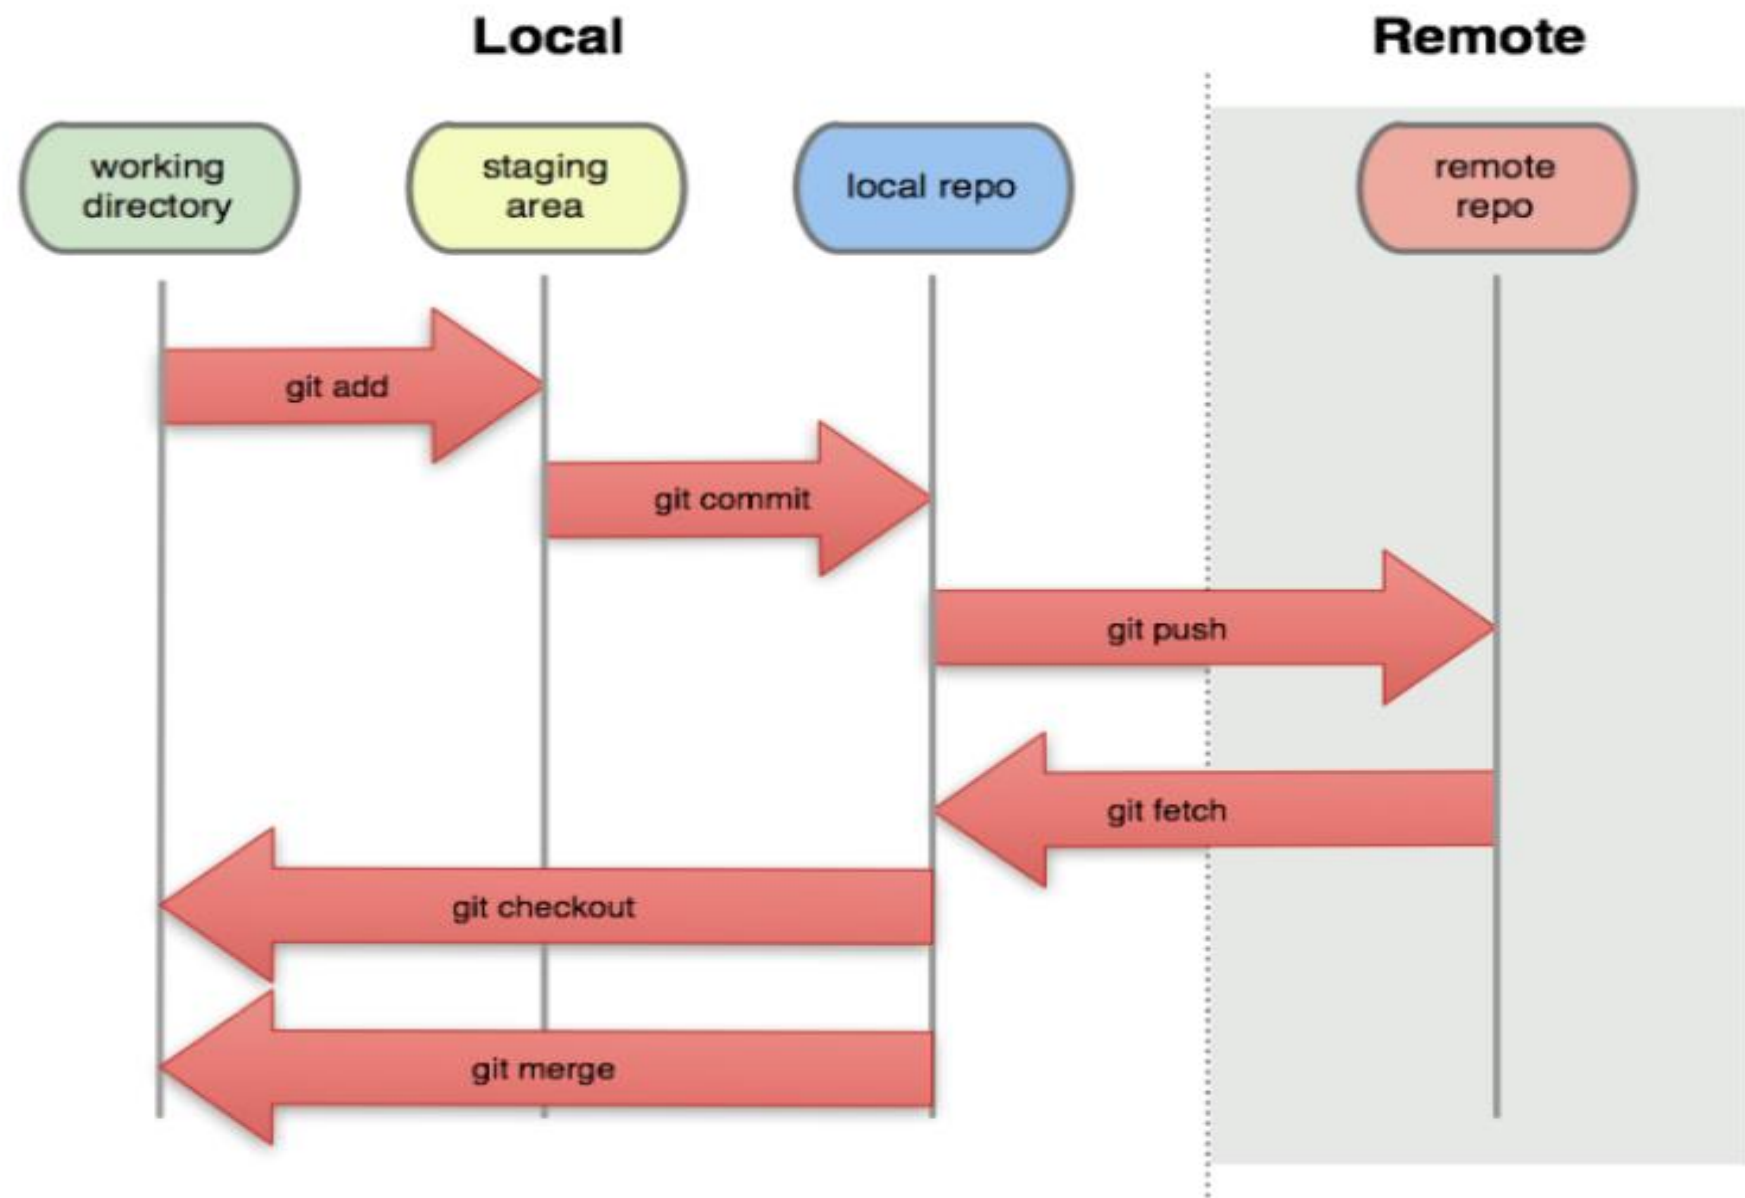 Local
Remote
working
directory
staging
area
local repo
remote
repo
git add
git commit
git push
git fetch
git checkout
git merge